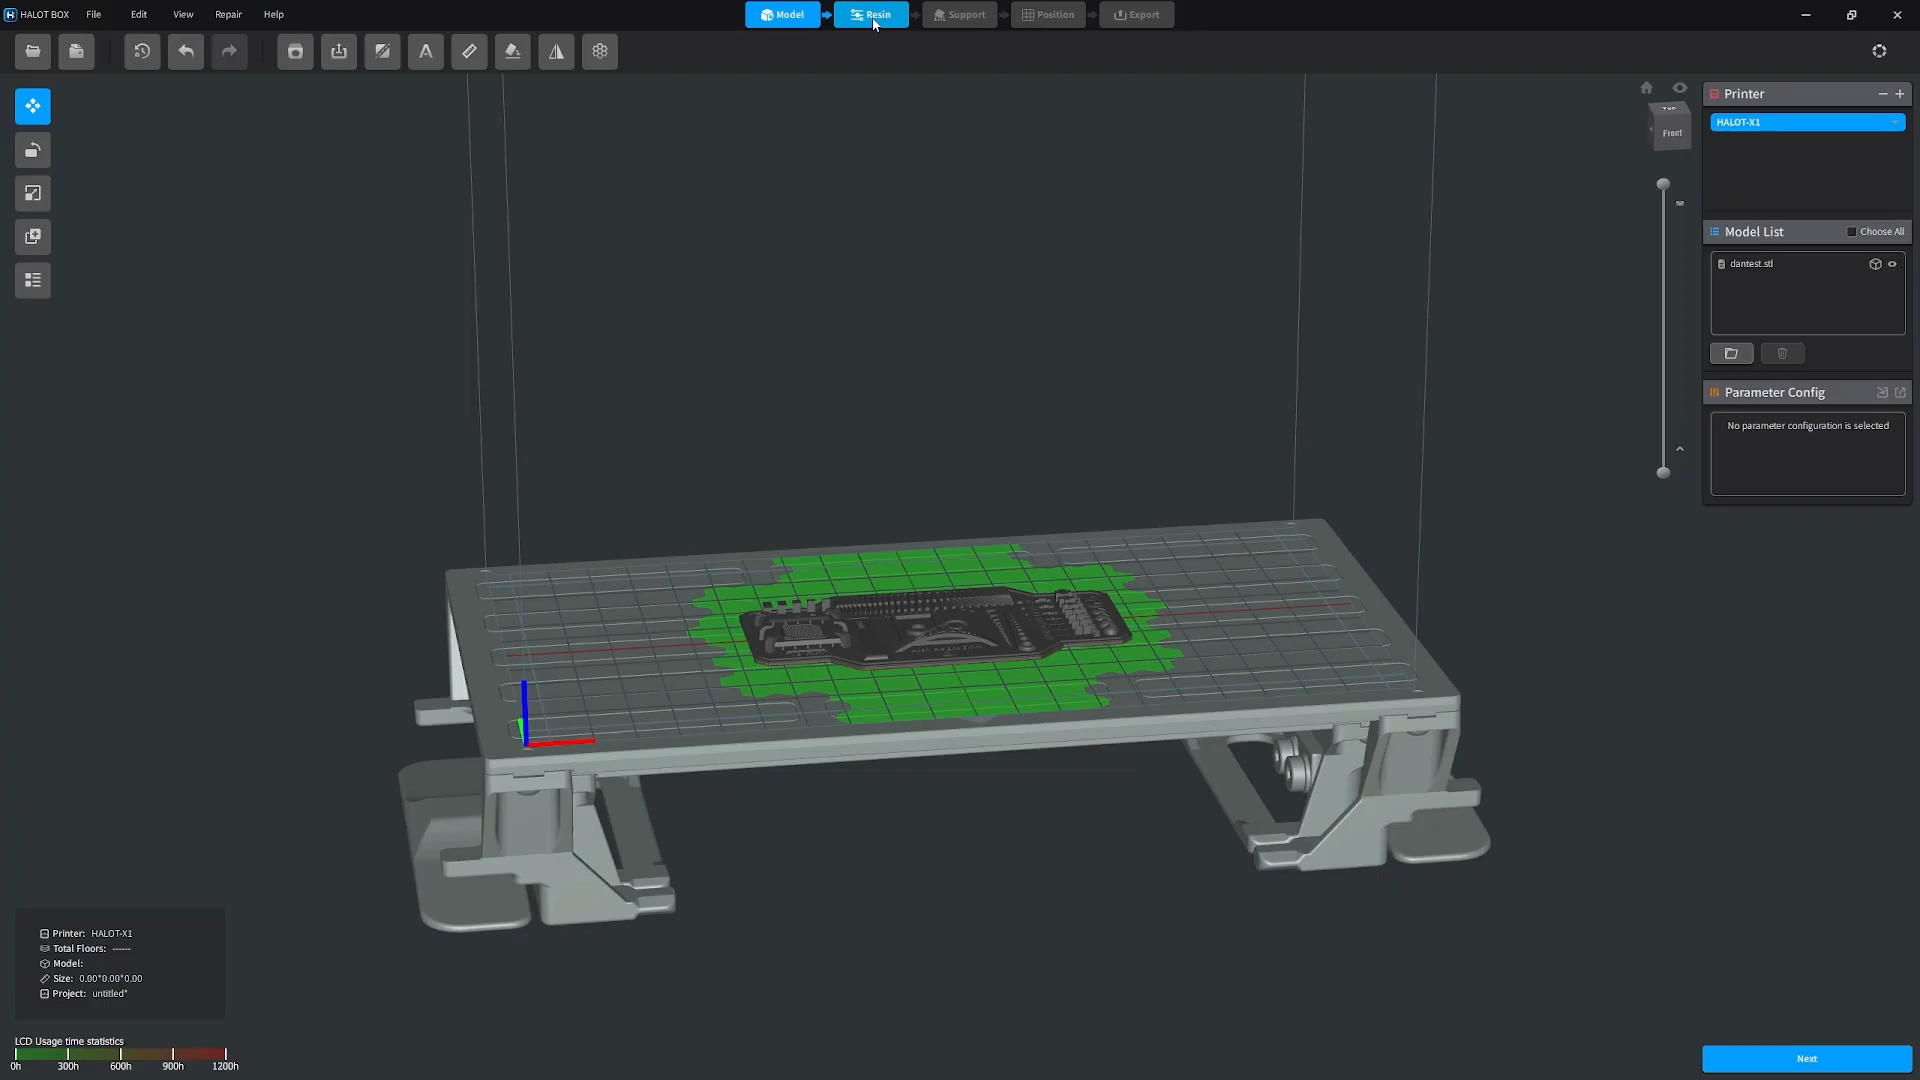 HALOT BOX File Edit View Repair Help
Model Resin Support Position Export
Top
Front
Printer
HALOT-X1
Model List Choose All
dantest.stl
Parameter Config
No parameter configuration is selected
Printer: HALOT-X1
Total Floors: ------
Model:
Size: 0.00*0.00*0.00
Project: untitled*
LCD Usage time statistics
0h 300h 600h 900h 1200h
Next